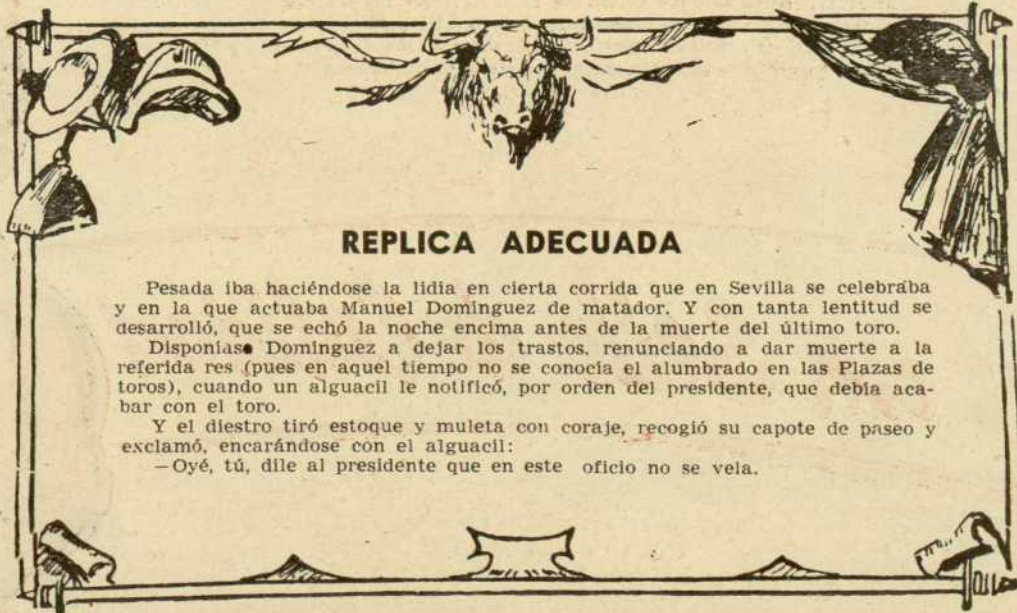 REPLICA ADECUADA
Pesada iba haciéndose la lidia en cierta corrida que en Sevilla se celebraba
y en la que actuaba Manuel Domínguez de matador. Y con tanta lentitud se
desarrolló, que se echó la noche encima antes de la muerte del último toro.
Disponíase Domínguez a dejar los trastos, renunciando a dar muerte a la
referida res (pues en aquel tiempo no se conocía el alumbrado en las Plazas de
toros), cuando un alguacil le notificó, por orden del presidente, que debía aca-
bar con el toro.
Y el diestro tiró estoque y muleta con coraje, recogió su capote de paseo y
exclamó, encarándose con el alguacil:
—Oyé, tú, dile al presidente que en este oficio no se vela.